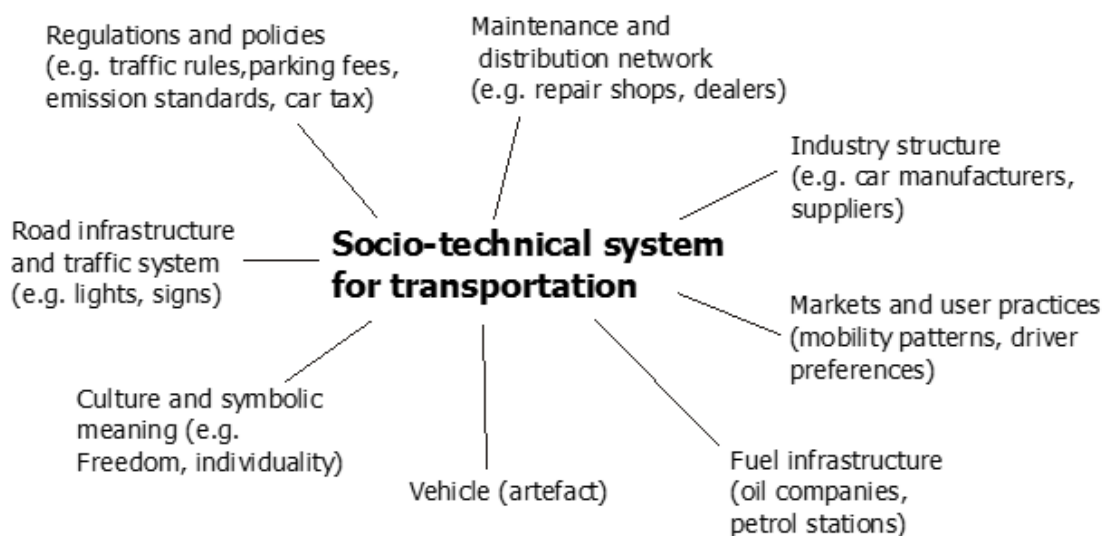 Regulations and policies
(e.g. traffic rules,parking fees,
emission standards, car tax)
Maintenance and
distribution network
(e.g. repair shops, dealers)
Industry structure
(e.g. car manufacturers,
suppliers)
Road infrastructure
and traffic system
(e.g. lights, signs)
Socio-technical system
for transportation
Markets and user practices
(mobility patterns, driver
preferences)
Culture and symbolic
meaning (e.g.
Freedom, individuality)
Vehicle (artefact)
Fuel infrastructure
(oil companies,
petrol stations)